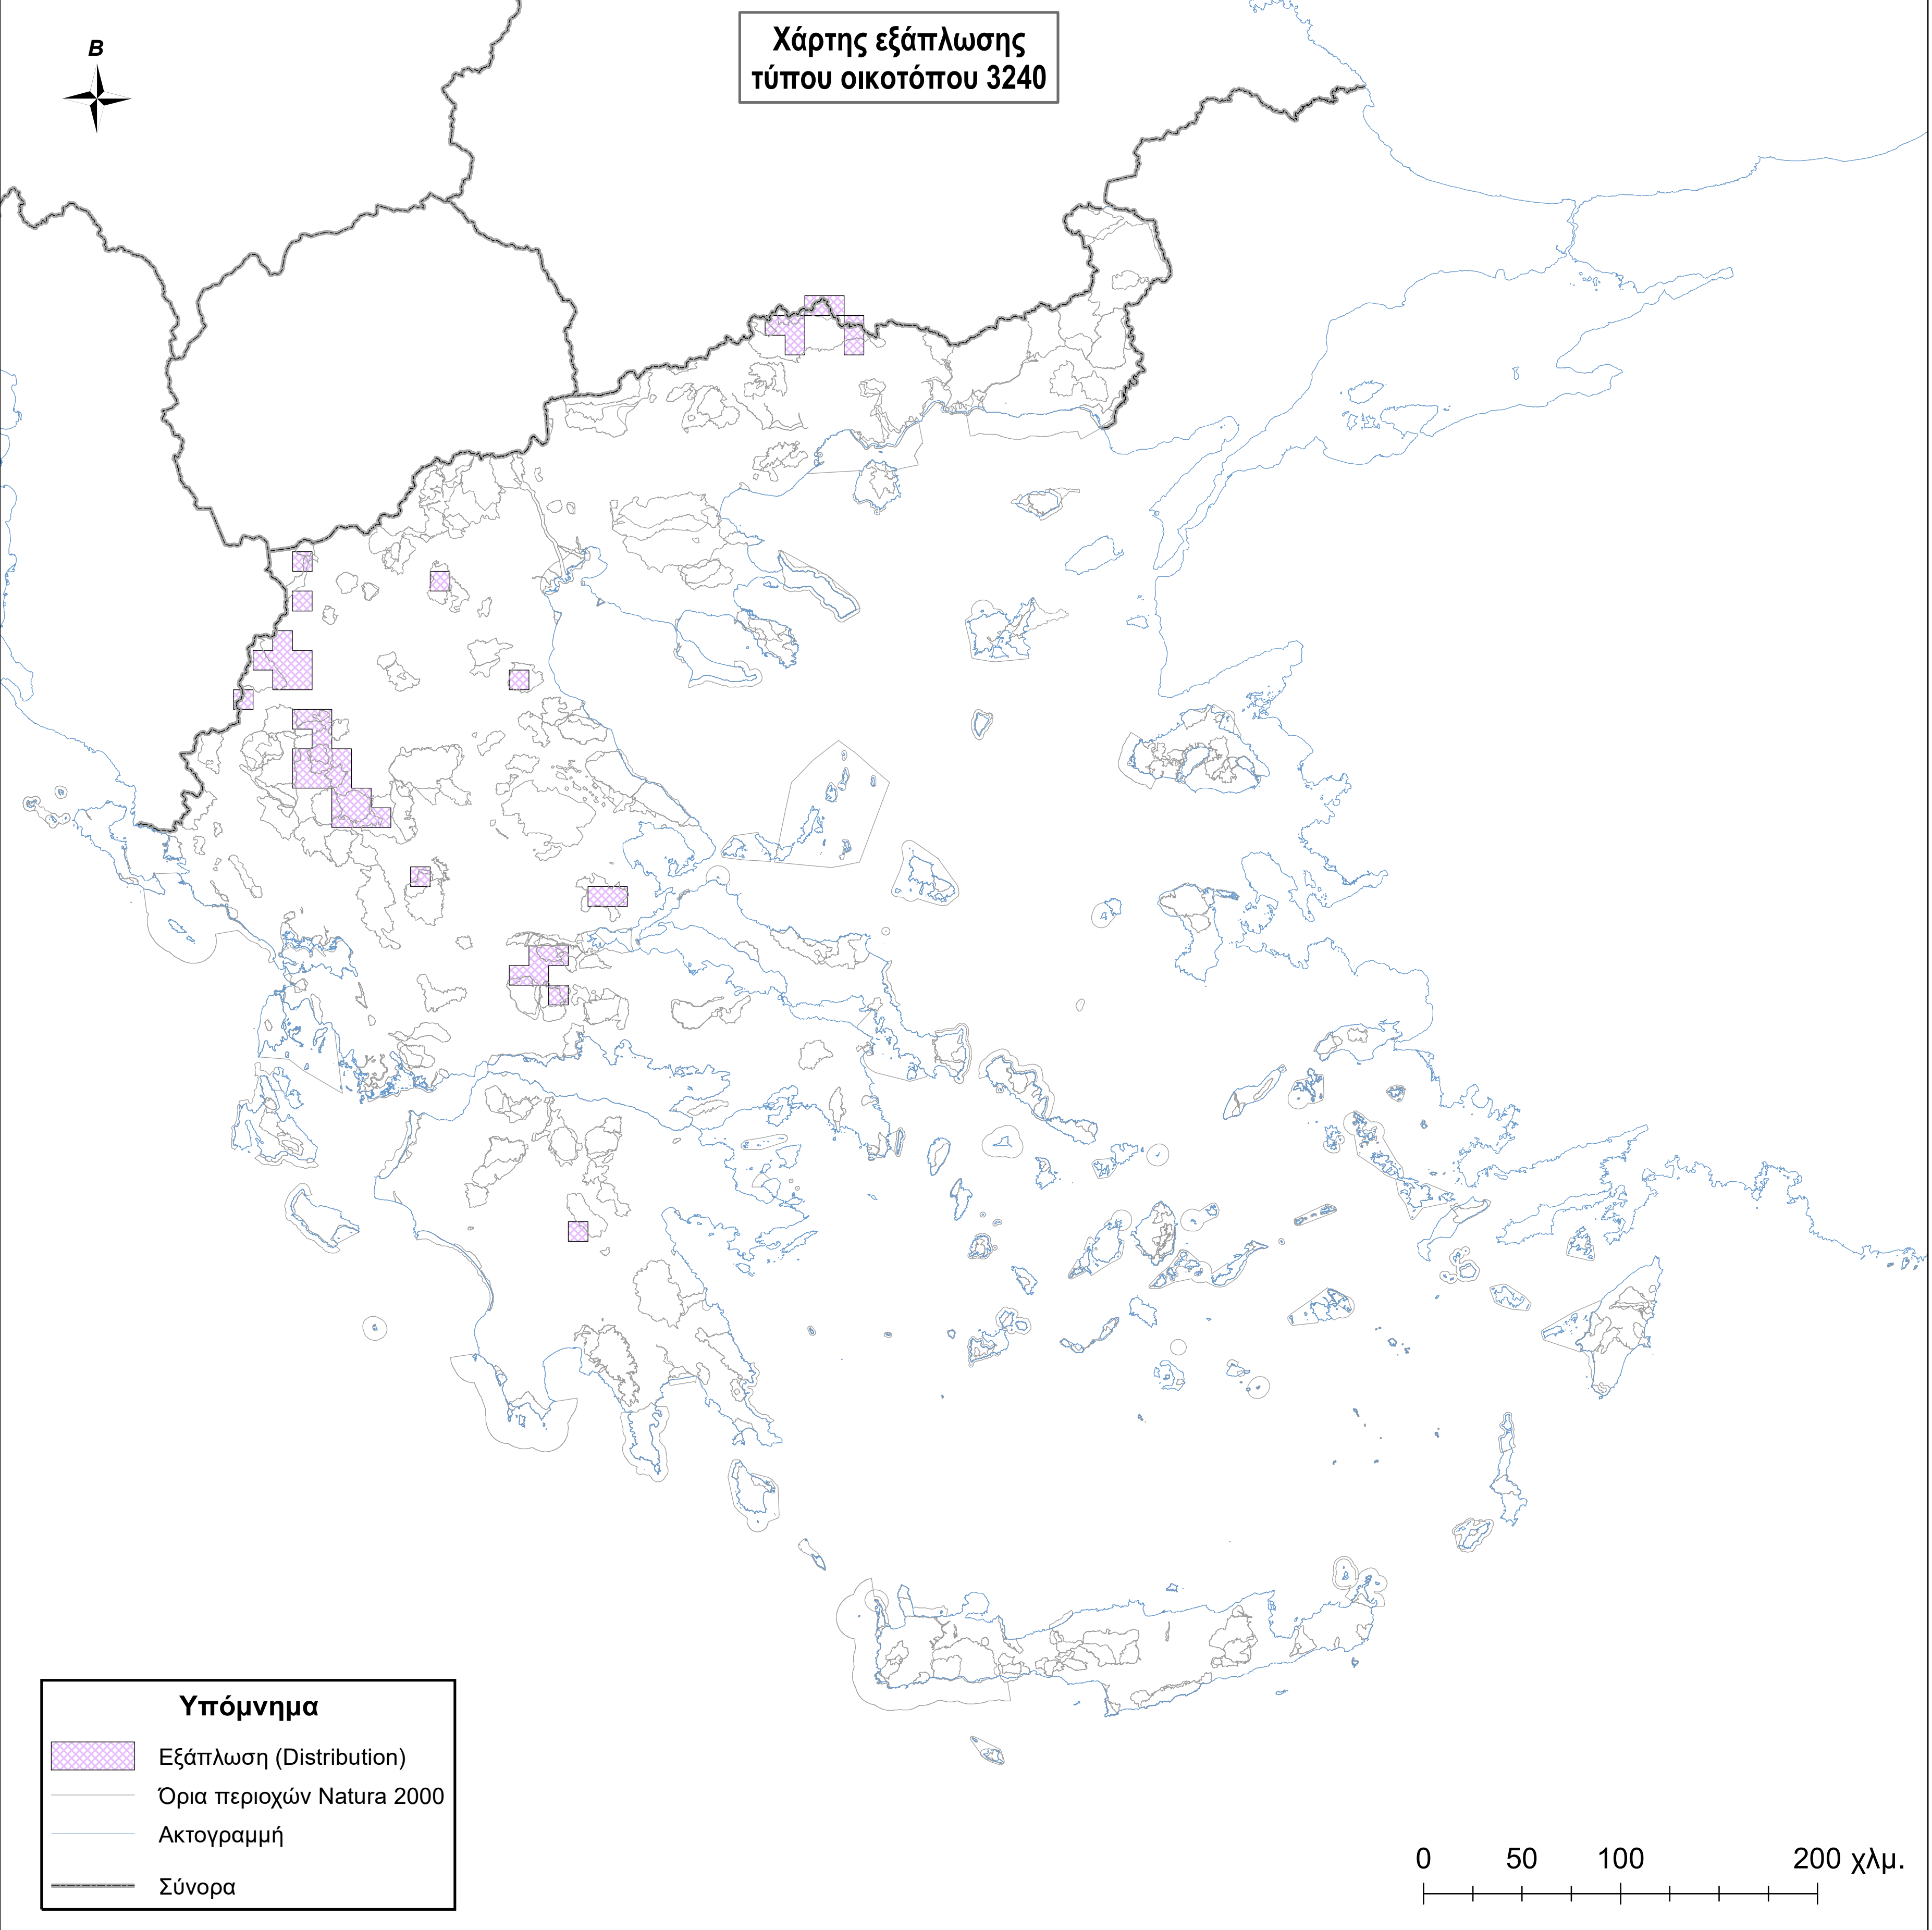 Χάρτης εξάπλωσης
τύπου οικοτόπου 3240
Β
Υπόμνημα
Εξάπλωση (Distribution)
Όρια περιοχών Natura 2000
Ακτογραμμή
Σύνορα
0 50 100 200 χλμ.